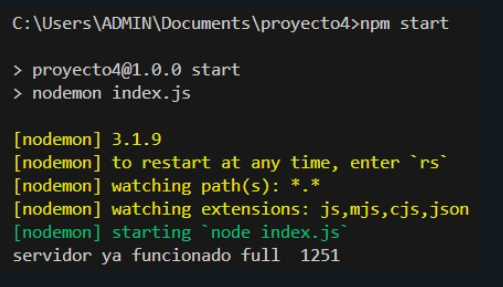 C:\Users\ADMIN\Documents\proyecto4>npm start
> proyecto4@1.0.0 start
> nodemon index.js
[nodemon] 3.1.9
[nodemon] to restart at any time, enter `rs`
[nodemon] watching path(s): *.*
[nodemon] watching extensions: js,mjs,cjs,json
[nodemon] starting `node index.js`
servidor ya funcionado full  1251